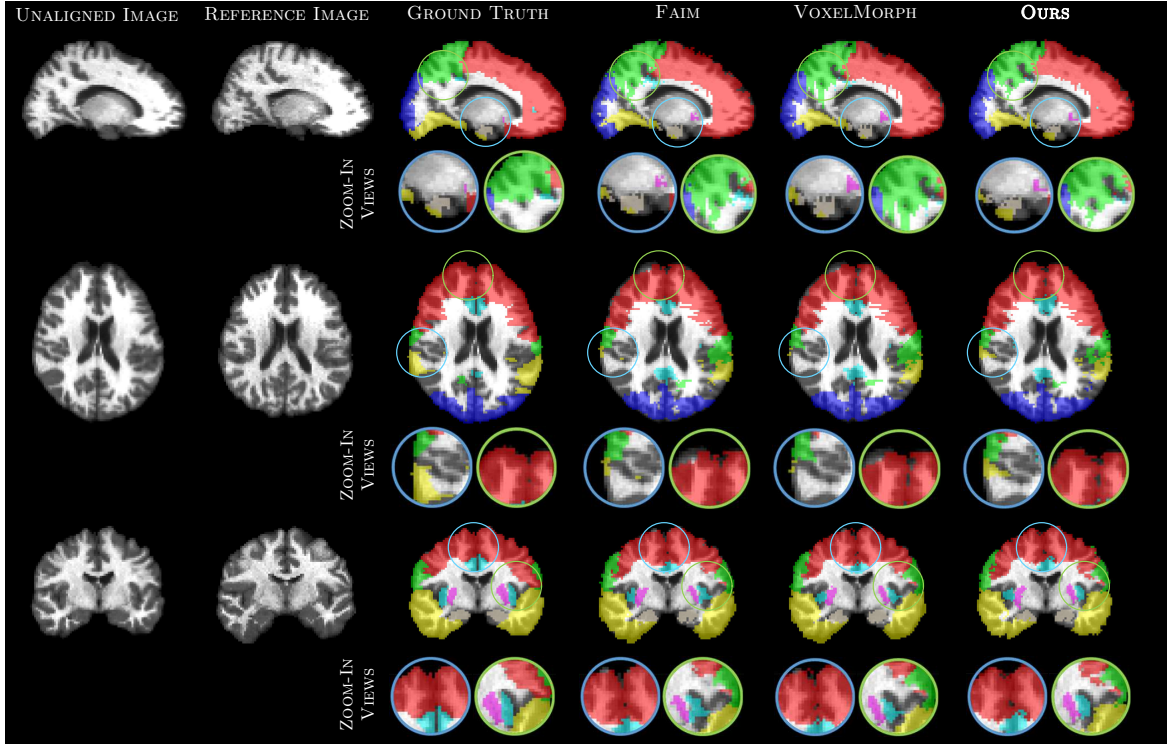 UNALIGNED IMAGE
REFERENCE IMAGE
GROUND TRUTH
FAIM
VOXELMORPH
OURS
ZOOM-IN
VIEWS
ZOOM-IN
VIEWS
ZOOM-IN
VIEWS